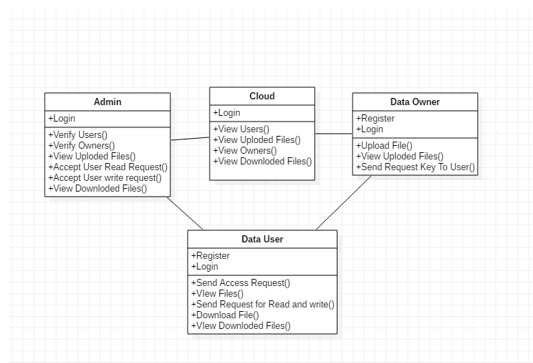 Admin
+Login
+Verify Users()
+Verify Owners()
+View Uploded Files()
+Accept User Read Request()
+Accept User write request()
+View Downloded Files()
Cloud
+Login
+View Users()
+View Uploded Files()
+View Owners()
+View Downloded Files()
Data Owner
+Register
+Login
+Upload File()
+View Uploded Files()
+Send Request Key To User()
Data User
+Register
+Login
+Send Access Request()
+VIew Files()
+Send Request for Read and write()
+Download File()
+VIew Downloded Files()